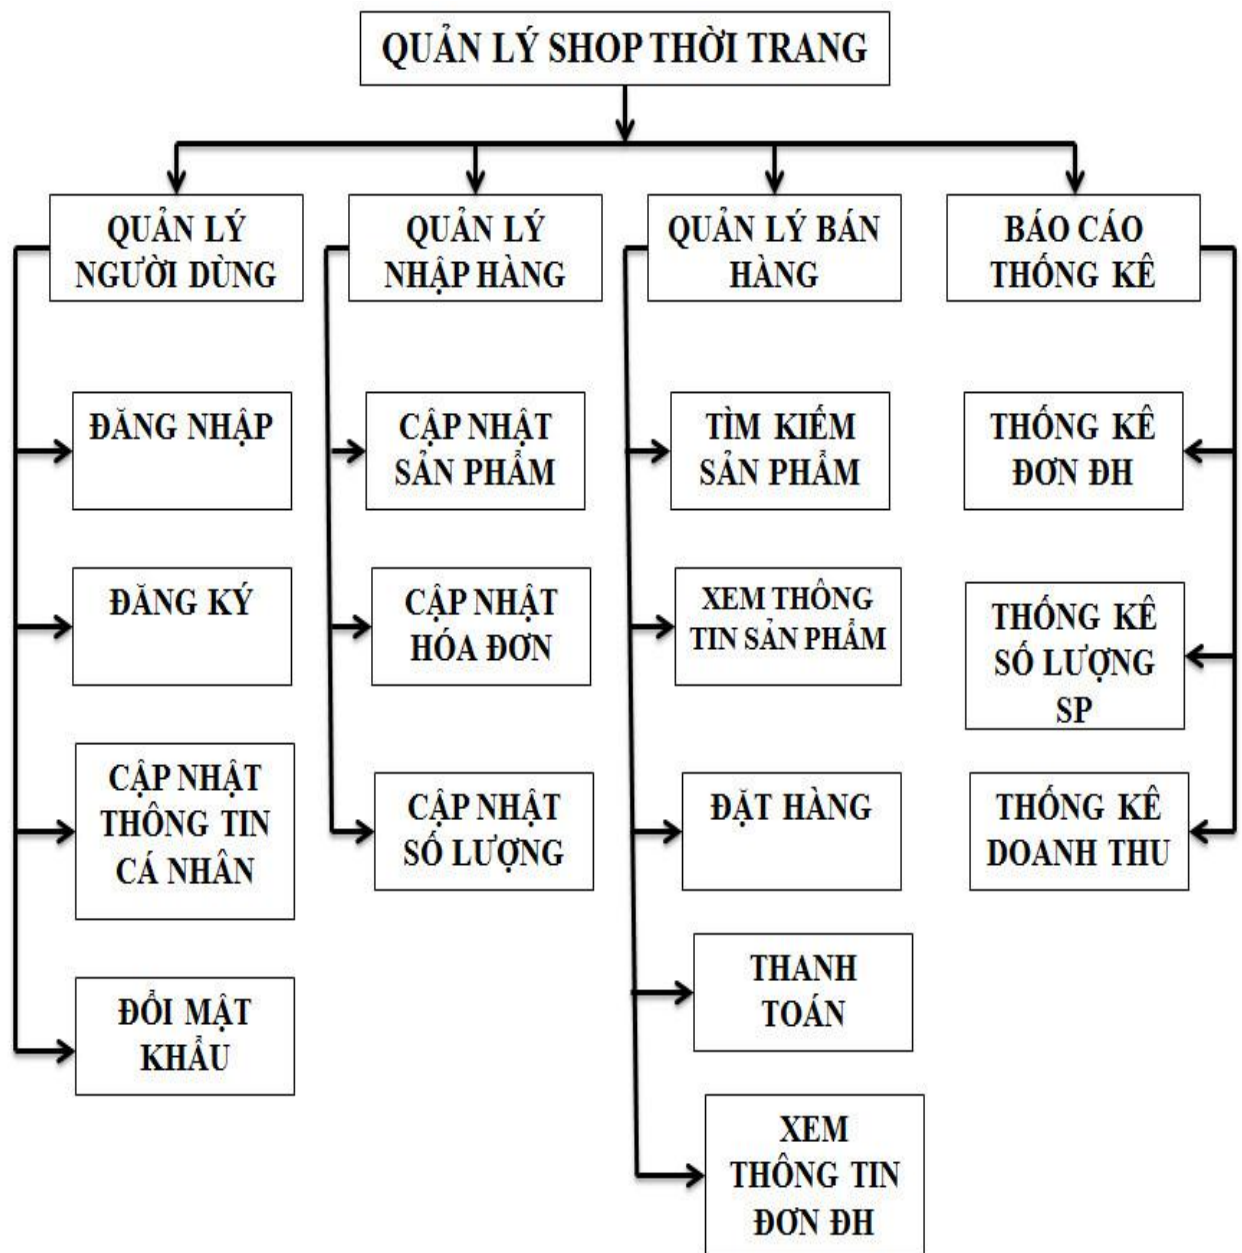 QUẢN LÝ SHOP THỜI TRANG
QUẢN LÝ
NGƯỜI DÙNG
QUẢN LÝ
NHẬP HÀNG
QUẢN LÝ BÁN
HÀNG
BÁO CÁO
THỐNG KÊ
ĐĂNG NHẬP
ĐĂNG KÝ
CẬP NHẬT
THÔNG TIN
CÁ NHÂN
ĐỔI MẬT
KHẨU
CẬP NHẬT
SẢN PHẨM
CẬP NHẬT
HÓA ĐƠN
CẬP NHẬT
SỐ LƯỢNG
TÌM KIẾM
SẢN PHẨM
XEM THÔNG
TIN SẢN PHẨM
ĐẶT HÀNG
THANH
TOÁN
XEM
THÔNG TIN
ĐƠN ĐH
THỐNG KÊ
ĐƠN ĐH
THỐNG KÊ
SỐ LƯỢNG
SP
THỐNG KÊ
DOANH THU